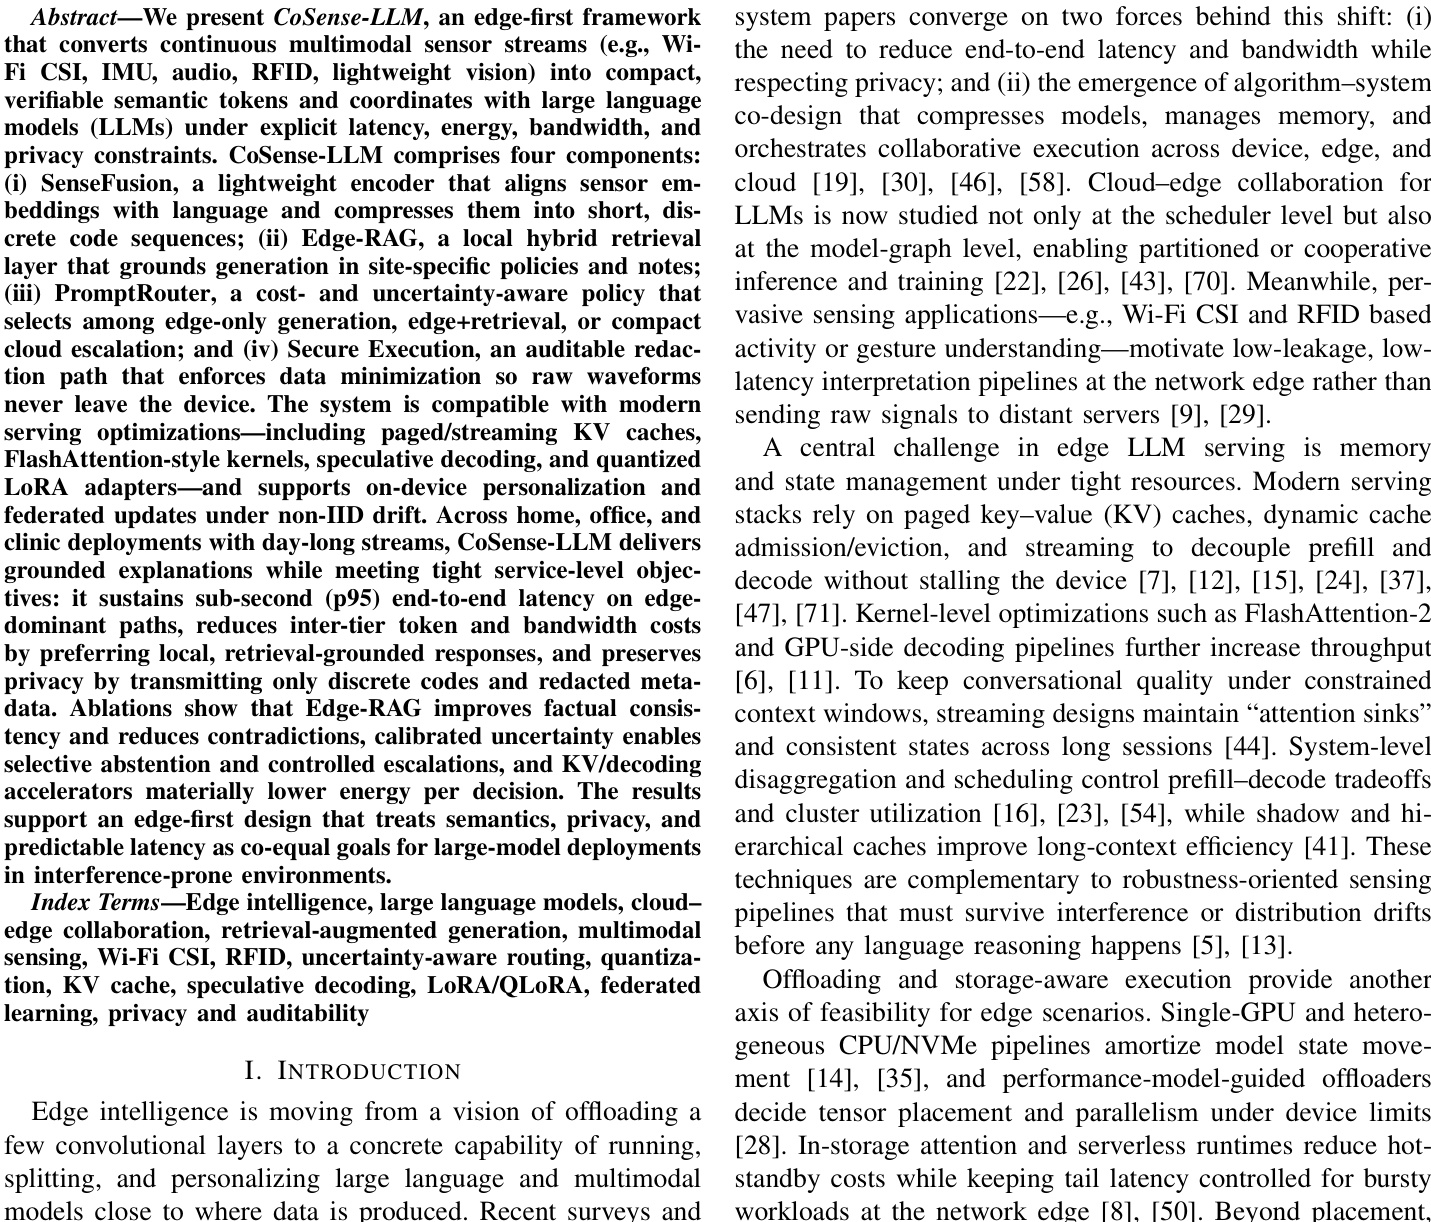 Abstract—We present CoSense-LLM, an edge-first framework
that converts continuous multimodal sensor streams (e.g., Wi-
Fi CSI, IMU, audio, RFID, lightweight vision) into compact,
verifiable semantic tokens and coordinates with large language
models (LLMs) under explicit latency, energy, bandwidth, and
privacy constraints. CoSense-LLM comprises four components:
(i) SenseFusion, a lightweight encoder that aligns sensor em-
beddings with language and compresses them into short, dis-
crete code sequences; (ii) Edge-RAG, a local hybrid retrieval
layer that grounds generation in site-specific policies and notes;
(iii) PromptRouter, a cost- and uncertainty-aware policy that
selects among edge-only generation, edge+retrieval, or compact
cloud escalation; and (iv) Secure Execution, an auditable redac-
tion path that enforces data minimization so raw waveforms
never leave the device. The system is compatible with modern
serving optimizations—including paged/streaming KV caches,
FlashAttention-style kernels, speculative decoding, and quantized
LoRA adapters—and supports on-device personalization and
federated updates under non-IID drift. Across home, office, and
clinic deployments with day-long streams, CoSense-LLM delivers
grounded explanations while meeting tight service-level objec-
tives: it sustains sub-second (p95) end-to-end latency on edge-
dominant paths, reduces inter-tier token and bandwidth costs
by preferring local, retrieval-grounded responses, and preserves
privacy by transmitting only discrete codes and redacted meta-
data. Ablations show that Edge-RAG improves factual consis-
tency and reduces contradictions, calibrated uncertainty enables
selective abstention and controlled escalations, and KV/decoding
accelerators materially lower energy per decision. The results
support an edge-first design that treats semantics, privacy, and
predictable latency as co-equal goals for large-model deployments
in interference-prone environments.
Index Terms—Edge intelligence, large language models, cloud–
edge collaboration, retrieval-augmented generation, multimodal
sensing, Wi-Fi CSI, RFID, uncertainty-aware routing, quantiza-
tion, KV cache, speculative decoding, LoRA/QLoRA, federated
learning, privacy and auditability
I. INTRODUCTION
Edge intelligence is moving from a vision of offloading a
few convolutional layers to a concrete capability of running,
splitting, and personalizing large language and multimodal
models close to where data is produced. Recent surveys and
system papers converge on two forces behind this shift: (i)
the need to reduce end-to-end latency and bandwidth while
respecting privacy; and (ii) the emergence of algorithm–system
co-design that compresses models, manages memory, and
orchestrates collaborative execution across device, edge, and
cloud [19], [30], [46], [58]. Cloud–edge collaboration for
LLMs is now studied not only at the scheduler level but also
at the model-graph level, enabling partitioned or cooperative
inference and training [22], [26], [43], [70]. Meanwhile, per-
vasive sensing applications—e.g., Wi-Fi CSI and RFID based
activity or gesture understanding—motivate low-leakage, low-
latency interpretation pipelines at the network edge rather than
sending raw signals to distant servers [9], [29].
A central challenge in edge LLM serving is memory
and state management under tight resources. Modern serving
stacks rely on paged key–value (KV) caches, dynamic cache
admission/eviction, and streaming to decouple prefill and
decode without stalling the device [7], [12], [15], [24], [37],
[47], [71]. Kernel-level optimizations such as FlashAttention-2
and GPU-side decoding pipelines further increase throughput
[6], [11]. To keep conversational quality under constrained
context windows, streaming designs maintain “attention sinks”
and consistent states across long sessions [44]. System-level
disaggregation and scheduling control prefill–decode tradeoffs
and cluster utilization [16], [23], [54], while shadow and hi-
erarchical caches improve long-context efficiency [41]. These
techniques are complementary to robustness-oriented sensing
pipelines that must survive interference or distribution drifts
before any language reasoning happens [5], [13].
Offloading and storage-aware execution provide another
axis of feasibility for edge scenarios. Single-GPU and hetero-
geneous CPU/NVMe pipelines amortize model state move-
ment [14], [35], and performance-model-guided offloaders
decide tensor placement and parallelism under device limits
[28]. In-storage attention and serverless runtimes reduce hot-
standby costs while keeping tail latency controlled for bursty
workloads at the network edge [8], [50]. Beyond placement,